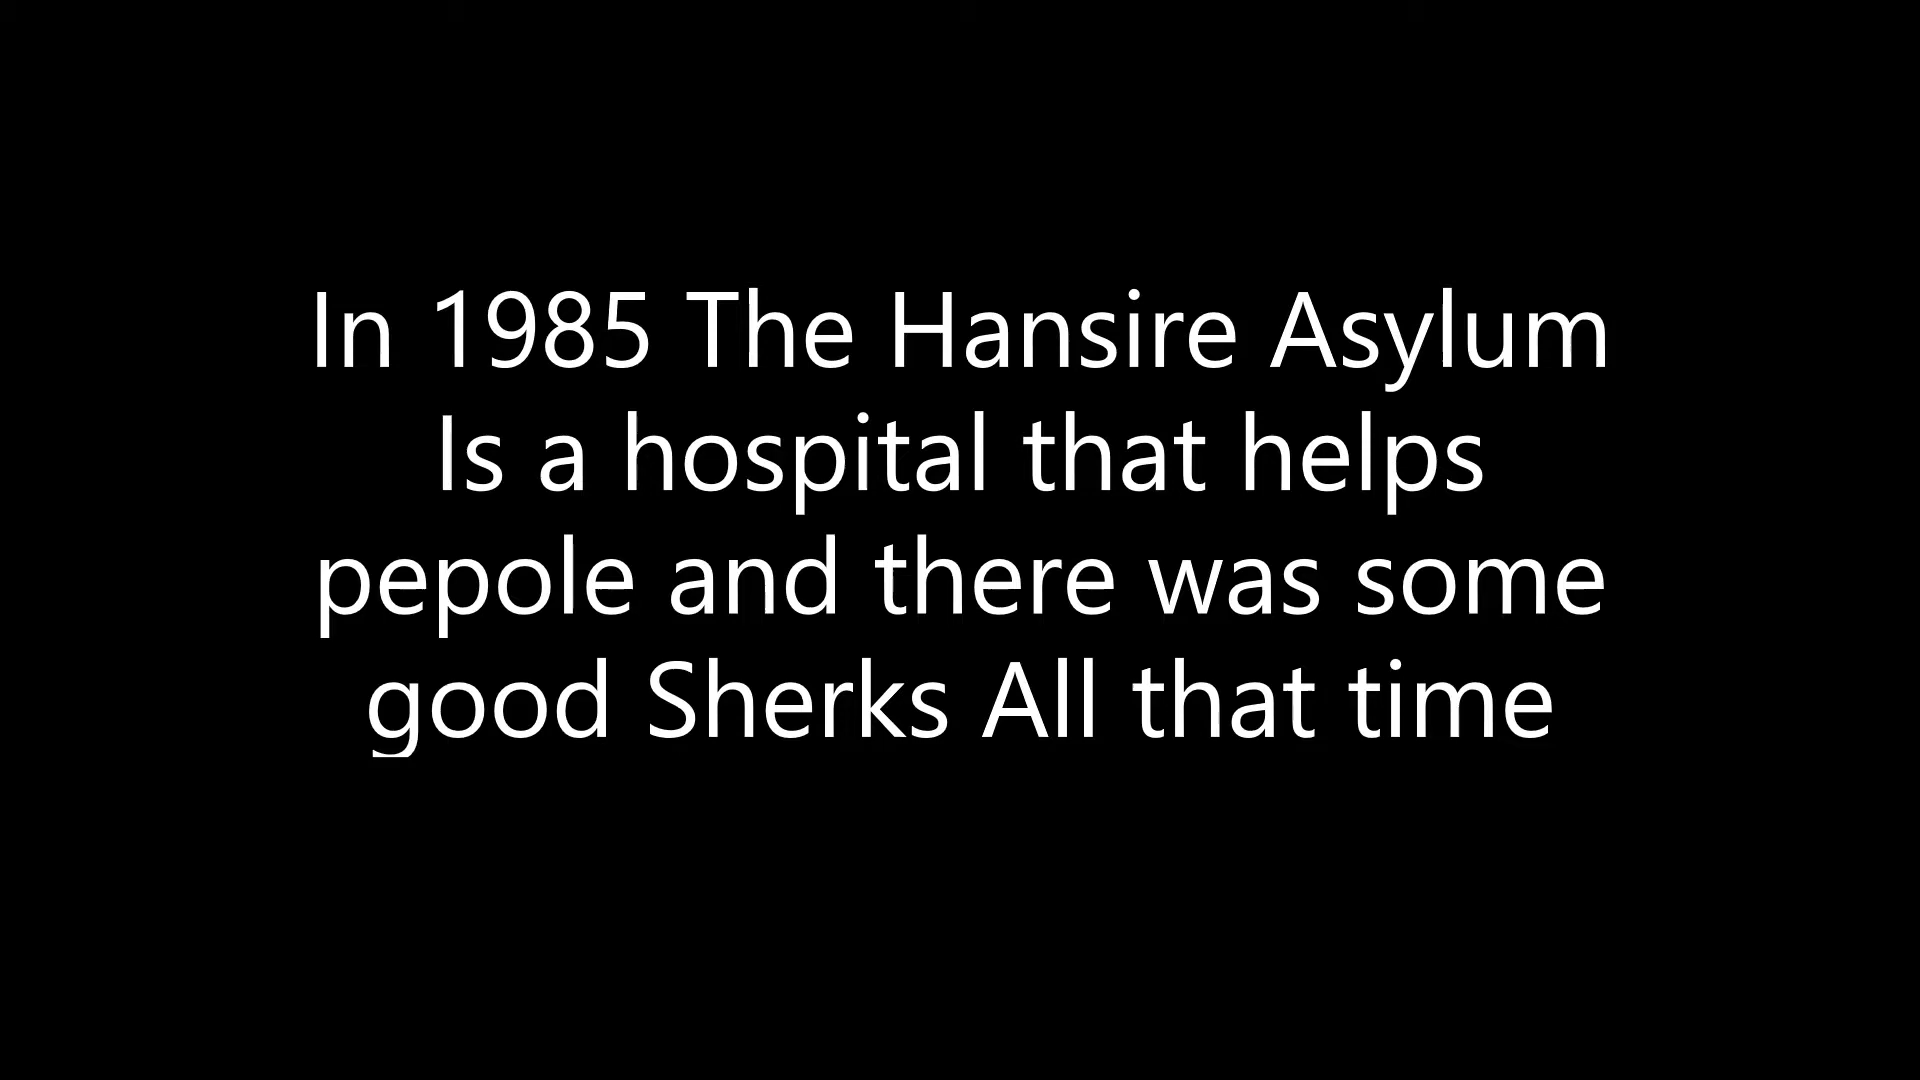 In 1985 The Hansire Asylum
Is a hospital that helps
pepole and there was some
good Sherks All that time